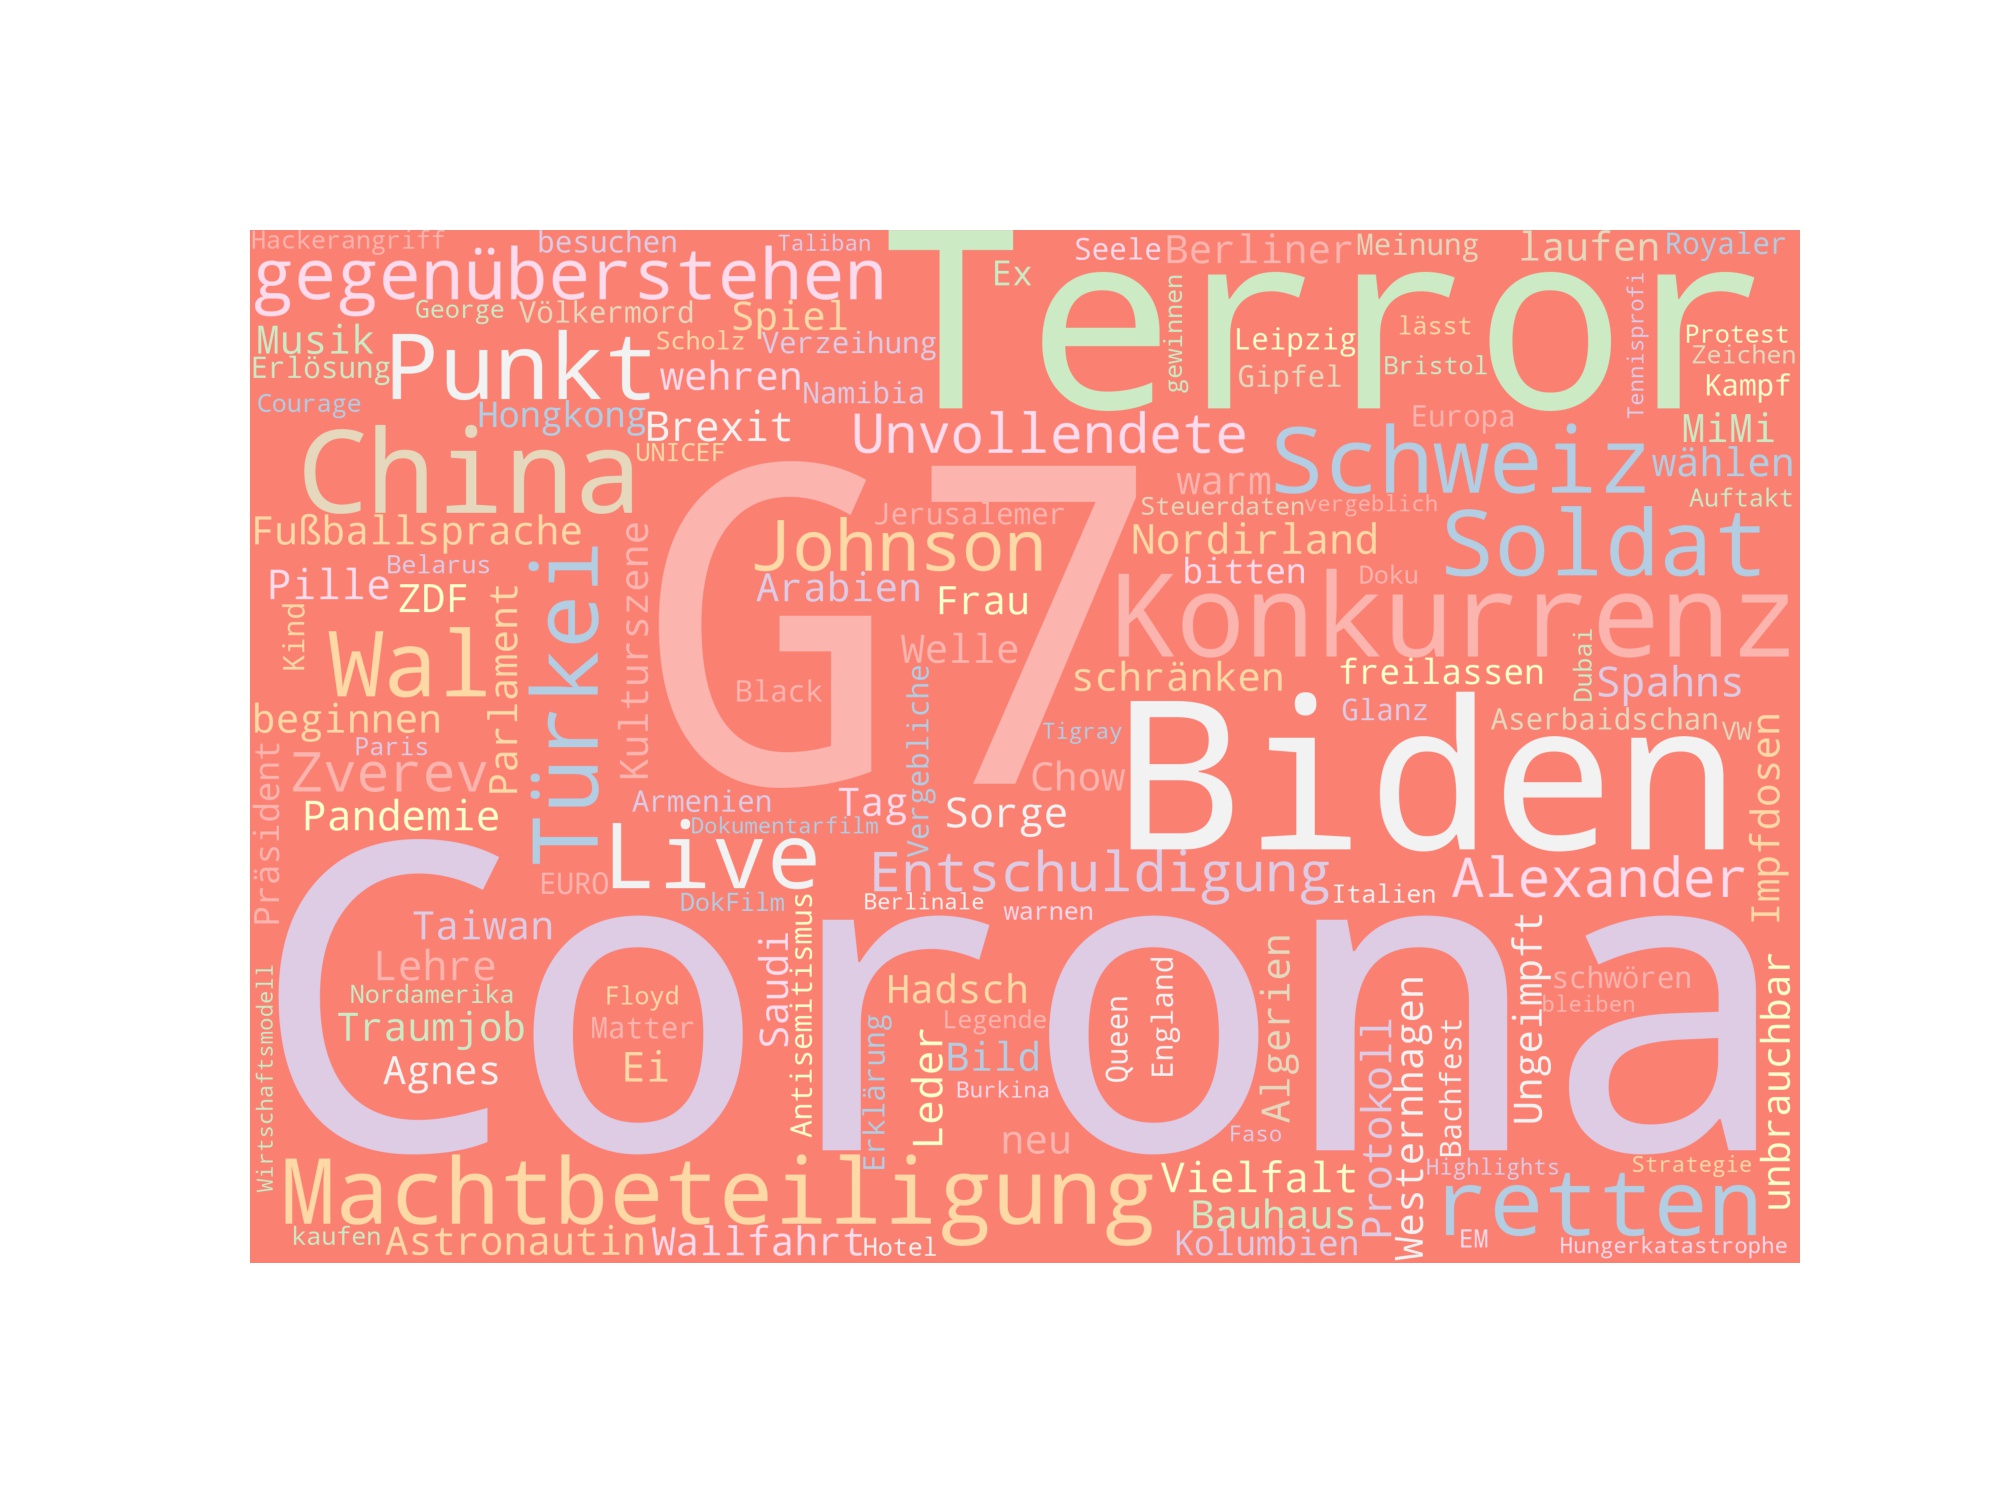 Hackerangriff
besuchen
Taliban
Terror
Seele
Berliner
Meinung
laufen
Royaler
gegenüberstehen
Ex
gewinnen
Tennisprofi
George
Völkermord
Spiel
Leipzig
lässt
Protest
Musik
Punkt
Scholz
Verzeihung
Zeichen
Erlösung
wehren
Gipfel
Bristol
Kampf
Courage
Hongkong
Namibia
Brexit
Unvollendete
Europa
MiMi
China
UNICEF
G7
warm
Schweiz
wählen
Steuerdaten
vergeblich
Auftakt
Fußballsprache
Kulturszene
Jerusalemer
Johnson
Nordirland
Soldat
Belarus
Türkei
Pille
ZDF
Parlament
Arabien
Frau
bitten
Doku
Konkurrenz
Kind
Wal
Welle
Dubai
schränken
freilassen
Spahns
Black
Vergebliche
Glanz
beginnen
Aserbaidschan
VW
Tigray
Biden
Paris
Präsident
Zverev
Chow
Impfdosen
Pandemie
Armenien
Tag
Sorge
Live
Dokumentarfilm
EURO
Entschuldigung
Alexander
DokFilm
Berlinale
Italien
warnen
Corona
Taiwan
Saudi
Antisemitismus
Ungeimpft
Lehre
Hadsch
England
Algerien
schwören
unbrauchbar
Nordamerika
Floyd
bleiben
Wirtschaftsmodell
Traumjob
Matter
Legende
Queen
Protokoll
Westernhagen
Bachfest
Agnes
Ei
Erklärung
Leder
Bild
Burkina
neu
Faso
Machtbeteiligung
Vielfalt
Highlights
Strategie
Bauhaus
retten
kaufen
Astronautin
Wallfahrt
Hotel
Kolumbien
EM
Hungerkatastrophe